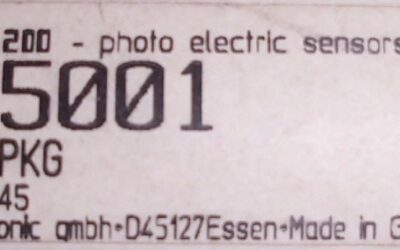 200 - photo electric sensors
5001
PKG
45
onic gmbh•D45127Essen•Made in G